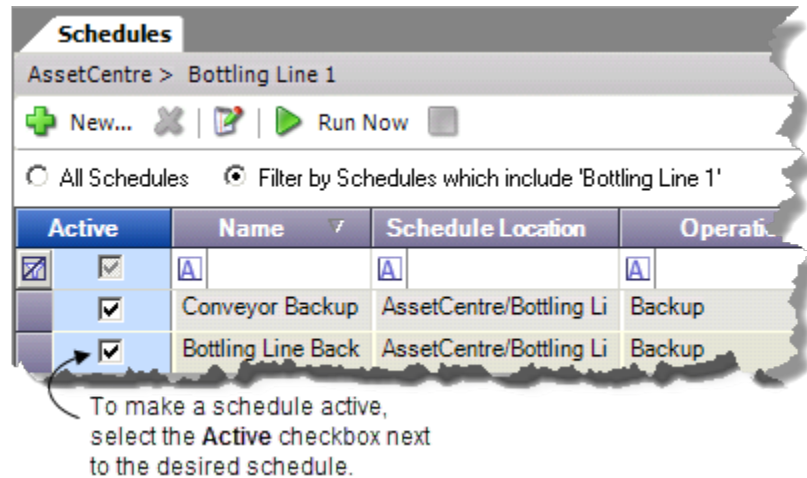 Schedules
AssetCentre > Bottling Line 1
New... Run Now
All Schedules Filter by Schedules which include 'Bottling Line 1'
Active Name Schedule Location Operatio
A A A
Conveyor Backup AssetCentre/Bottling Li Backup
Bottling Line Back AssetCentre/Bottling Li Backup
To make a schedule active,
select the Active checkbox next
to the desired schedule.